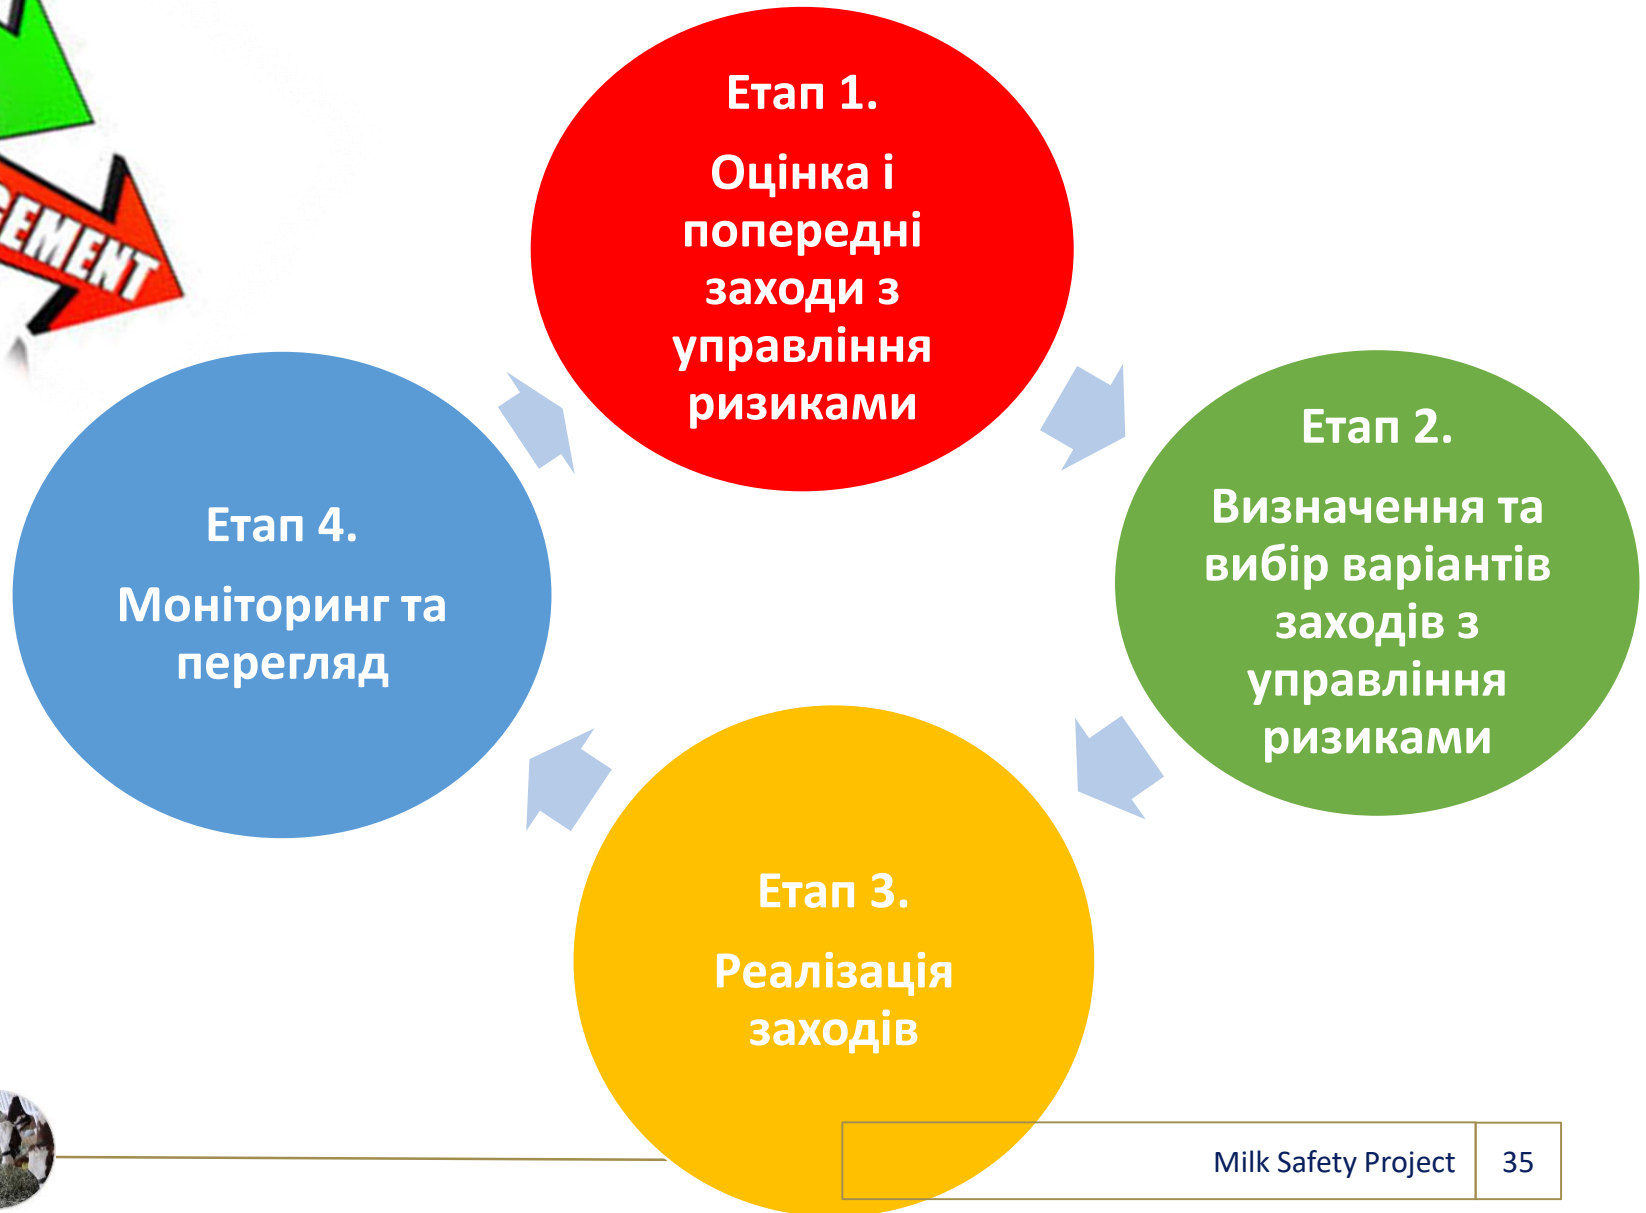 Етап 1.
Оцінка і
попередні
заходи з
управління
ризиками
Етап 2.
Визначення та
вибір варіантів
заходів з
управління
ризиками
Етап 3.
Реалізація
заходів
Етап 4.
Моніторинг та
перегляд
Milk Safety Project
35